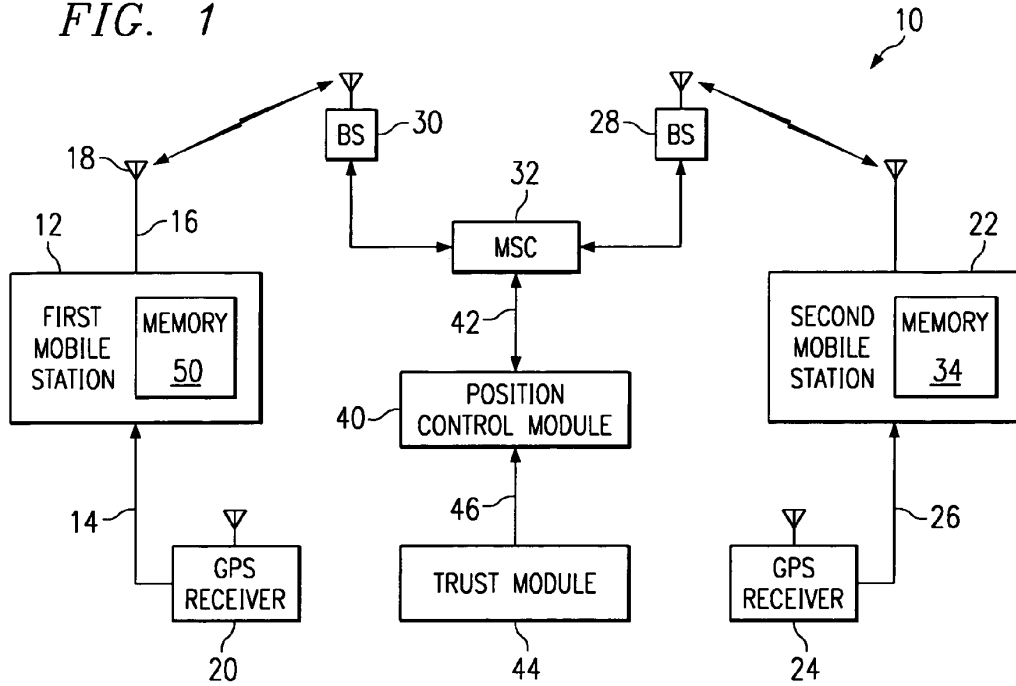 FIG. 1
10
BS
30
28
BS
18
32
12
16
MSC
22
FIRST
MOBILE
STATION
MEMORY
50
42
SECOND
MOBILE
STATION
MEMORY
34
40
POSITION
CONTROL MODULE
14
46
26
GPS
RECEIVER
TRUST MODULE
GPS
RECEIVER
20
44
24